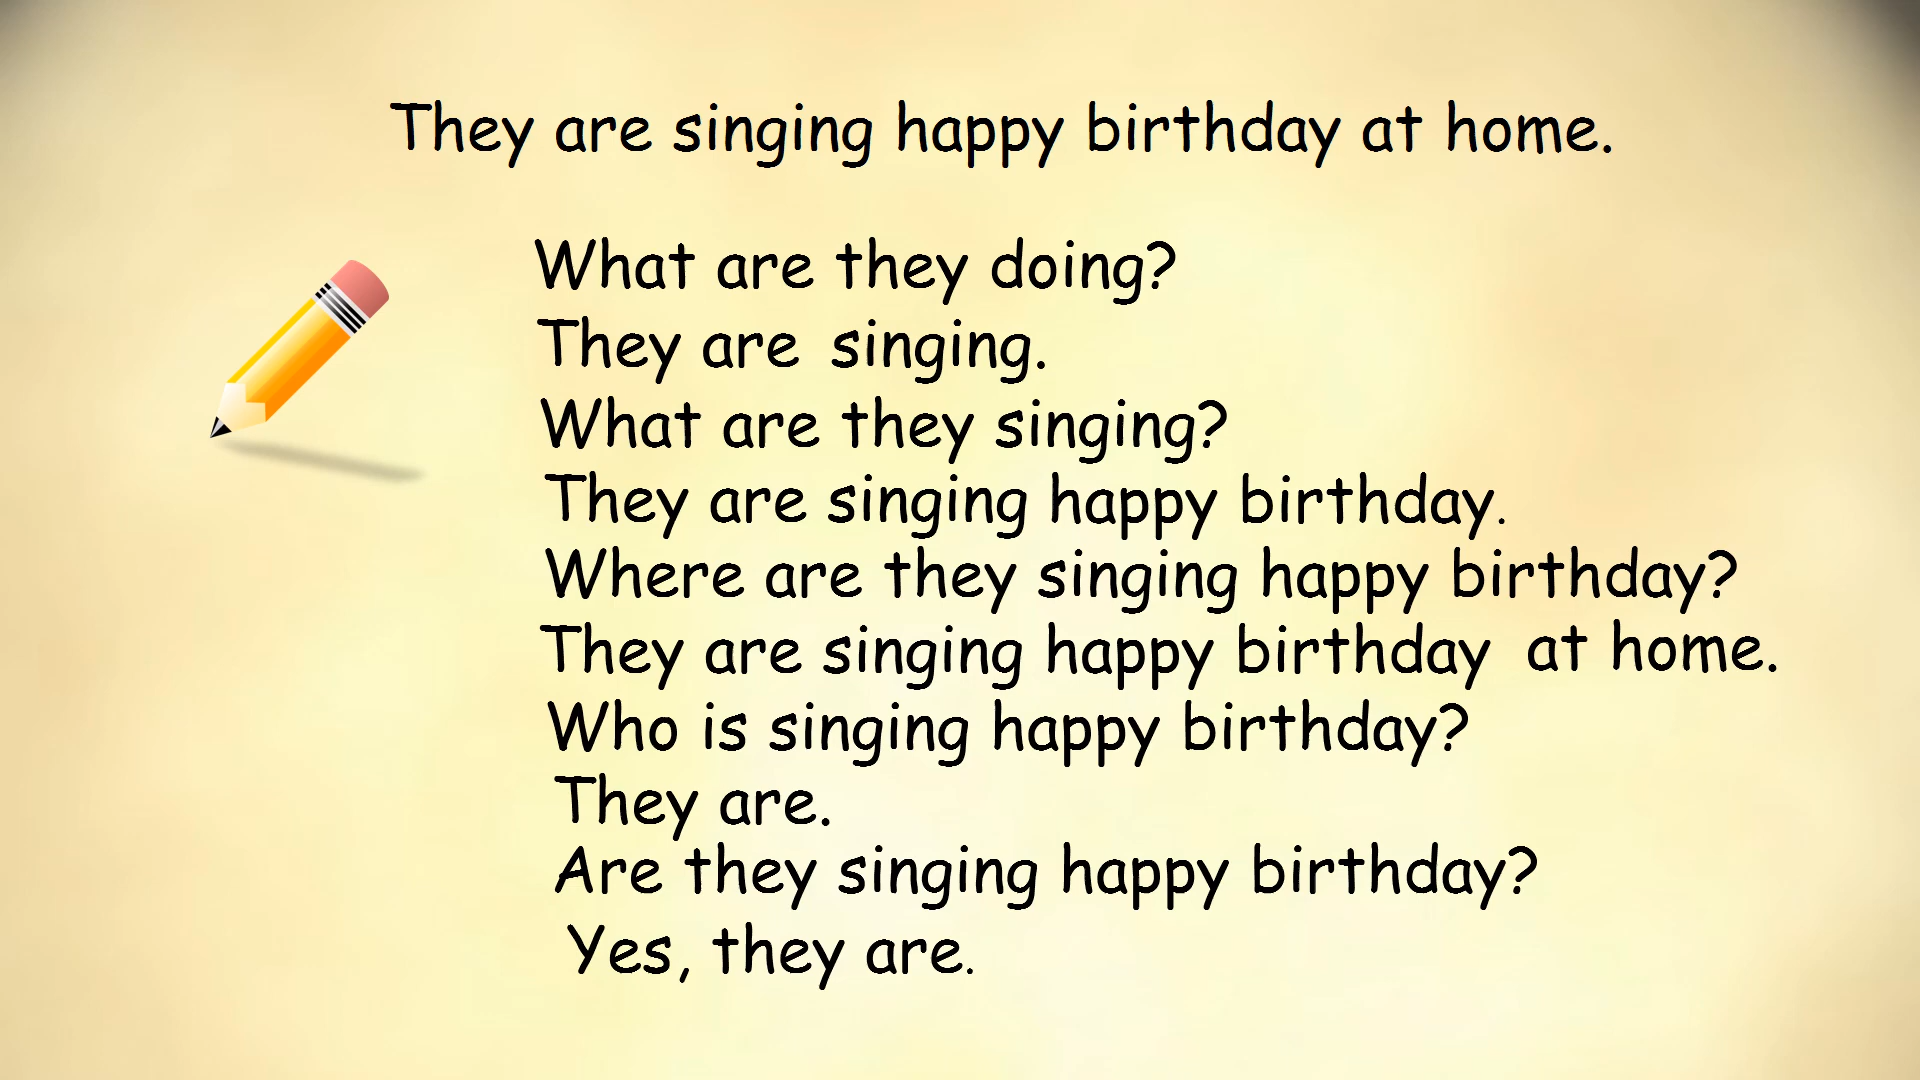 They are singing happy birthday at home.
What are they doing?
They are singing.
What are they singing?
They are singing happy birthday.
Where are they singing happy birthday?
They are singing happy birthday at home.
Who is singing happy birthday?
They are.
Are they singing happy birthday?
Yes, they are.